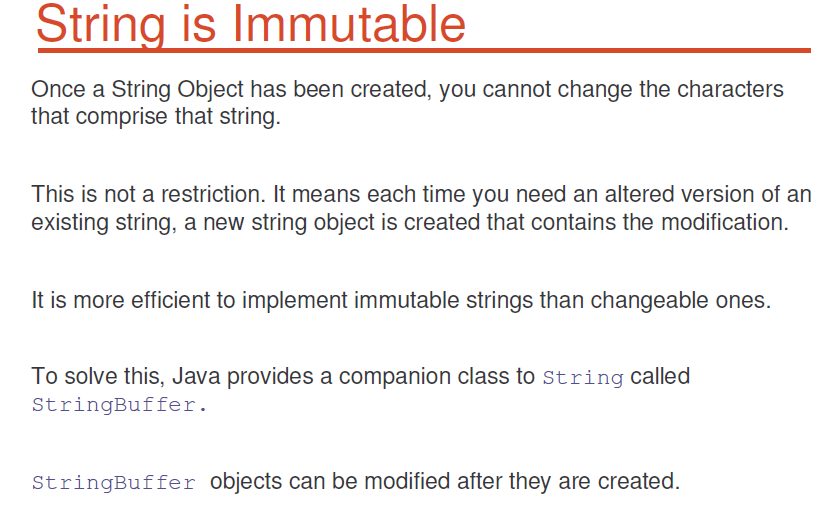 String is Immutable
Once a String Object has been created, you cannot change the characters
that comprise that string.
This is not a restriction. It means each time you need an altered version of an
existing string, a new string object is created that contains the modification.
It is more efficient to implement immutable strings than changeable ones.
To solve this, Java provides a companion class to String called
StringBuffer.
StringBuffer objects can be modified after they are created.